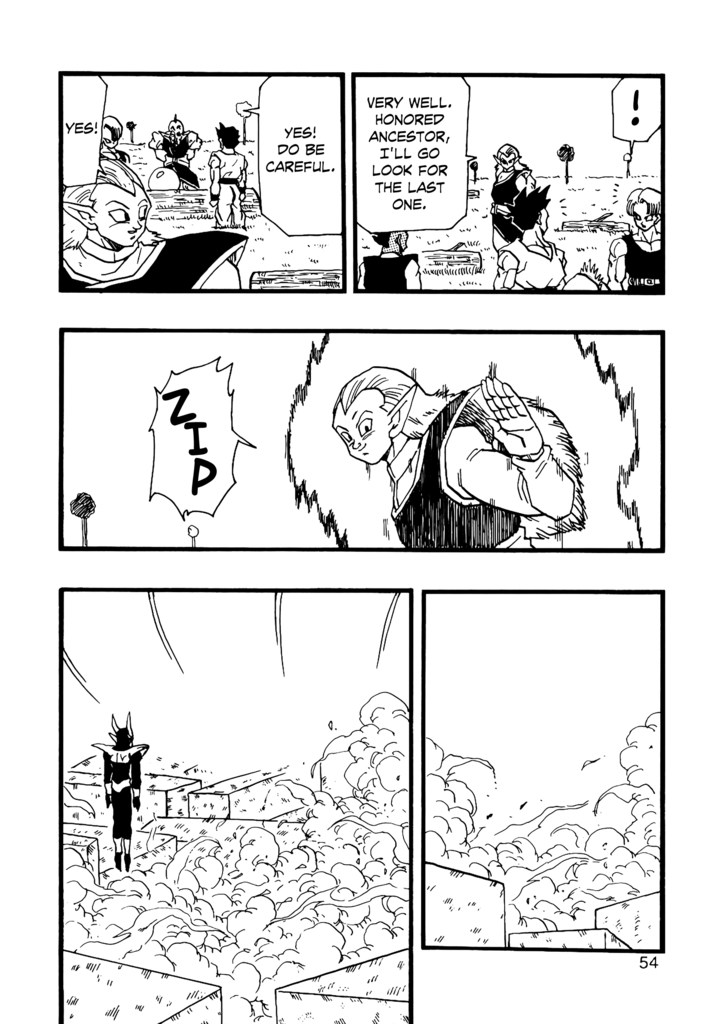 !
VERY WELL.
HONORED
ANCESTOR,
I'LL GO
LOOK FOR
THE LAST
ONE.
YES!
DO BE
CAREFUL.
YES!
ZIP
54